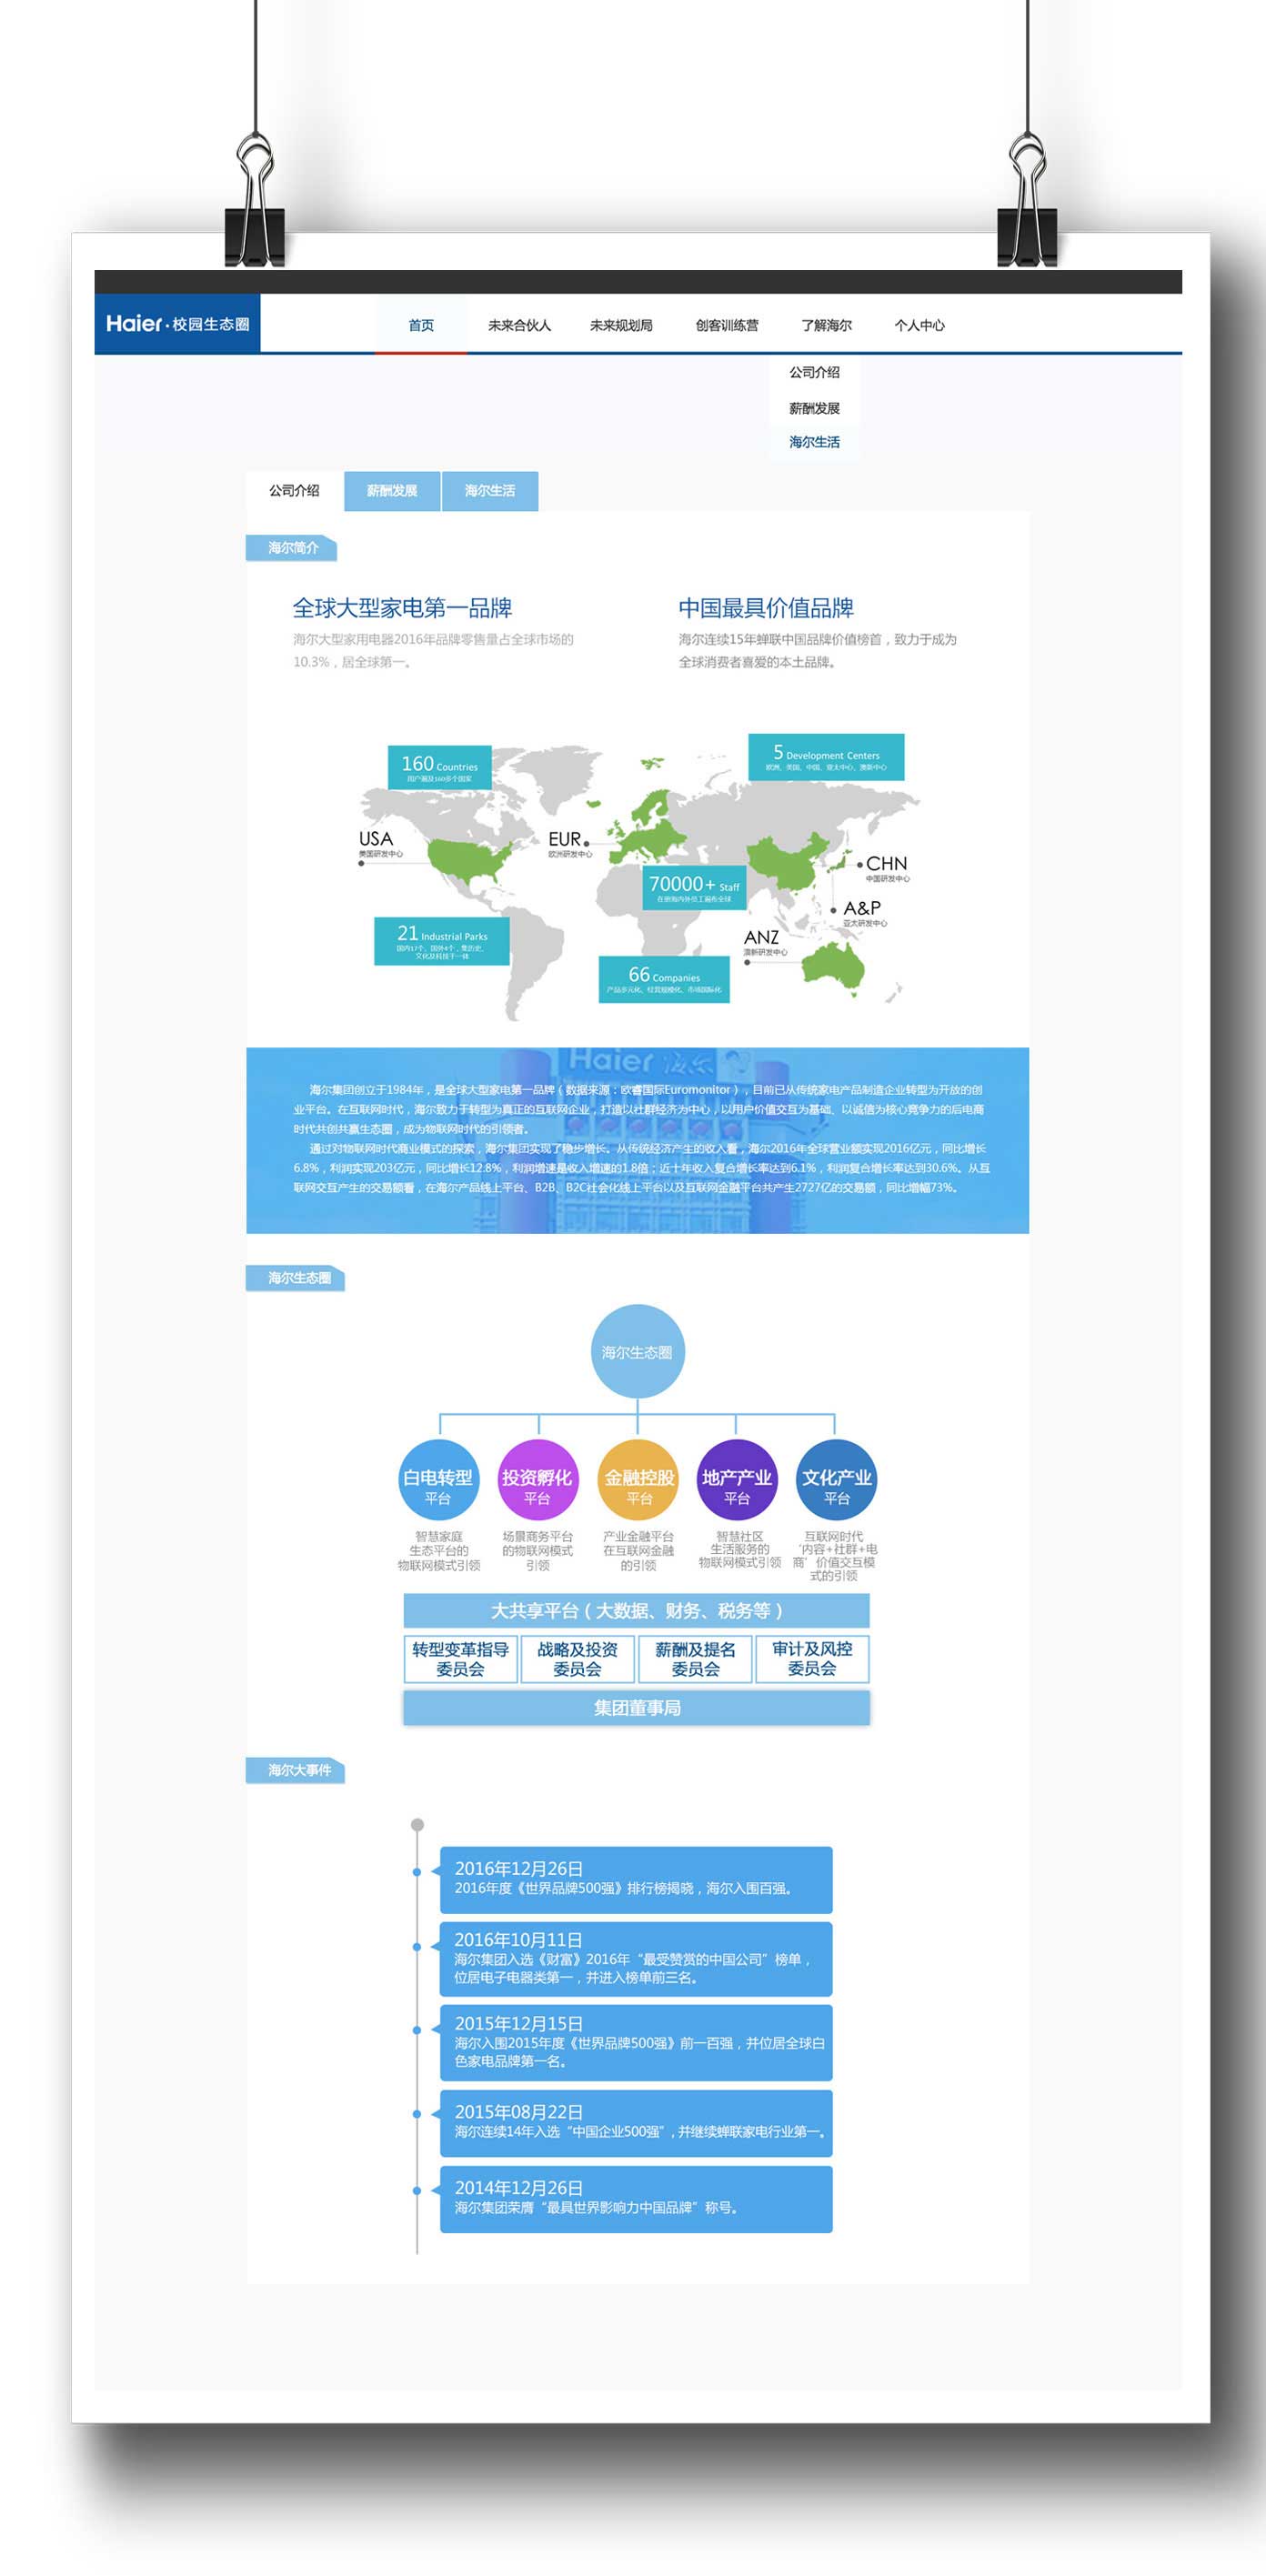 Haier·校园生态圈
首页
未来合伙人
未来规划局
创客训练营
了解海尔
个人中心
公司介绍
薪酬发展
海尔生活
公司介绍
薪酬发展
海尔生活
海尔简介
全球大型家电第一品牌
海尔大型家用电器2016年品牌零售量占全球市场的
10.3%，居全球第一。
中国最具价值品牌
海尔连续15年蝉联中国品牌价值榜首，致力于成为
全球消费者喜爱的本土品牌。
160 Countries
用户遍及160多个国家
5 Development Centers
欧洲、美国、中国、亚太中心、澳新中心
USA
美国研发中心
EUR
欧洲研发中心
CHN
中国研发中心
70000+ Staff
在册海内外员工遍布全球
A&P
亚太研发中心
21 Industrial Parks
国内17个、国外4个，集历史、
文化及科技于一体
ANZ
澳新研发中心
66 Companies
产品多元化、经营规模化、市场国际化
Haier 海尔
海尔集团创立于1984年，是全球大型家电第一品牌（数据来源：欧睿国际Euromonitor），目前已从传统家电产品制造企业转型为开放的创
业平台。在互联网时代，海尔致力于转型为真正的互联网企业，打造以社群经济为中心，以用户价值交互为基础、以诚信为核心竞争力的后电商
时代共创共赢生态圈，成为物联网时代的引领者。
通过对物联网时代商业模式的探索，海尔集团实现了稳步增长。从传统经济产生的收入看，海尔2016年全球营业额实现2016亿元，同比增长
6.8%，利润实现203亿元，同比增长12.8%，利润增速是收入增速的1.8倍；近十年收入复合增长率达到6.1%，利润复合增长率达到30.6%。从互
联网交互产生的交易额看，在海尔产品线上平台、B2B、B2C社会化线上平台以及互联网金融平台共产生2727亿的交易额，同比增幅73%。
海尔生态圈
海尔生态圈
白电转型
平台
投资孵化
平台
金融控股
平台
地产产业
平台
文化产业
平台
智慧家庭
生态平台的
物联网模式引领
场景商务平台
的物联网模式
引领
产业金融平台
在互联网金融
的引领
智慧社区
生活服务的
物联网模式引领
互联网时代
‘内容+社群+电
商’价值交互模
式的引领
大共享平台（大数据、财务、税务等）
转型变革指导
委员会
战略及投资
委员会
薪酬及提名
委员会
审计及风控
委员会
集团董事局
海尔大事件
2016年12月26日
2016年度《世界品牌500强》排行榜揭晓，海尔入围百强。
2016年10月11日
海尔集团入选《财富》2016年“最受赞赏的中国公司”榜单，
位居电子电器类第一，并进入榜单前三名。
2015年12月15日
海尔入围2015年度《世界品牌500强》前一百强，并位居全球白
色家电品牌第一名。
2015年08月22日
海尔连续14年入选“中国企业500强”，并继续蝉联家电行业第一。
2014年12月26日
海尔集团荣膺“最具世界影响力中国品牌”称号。